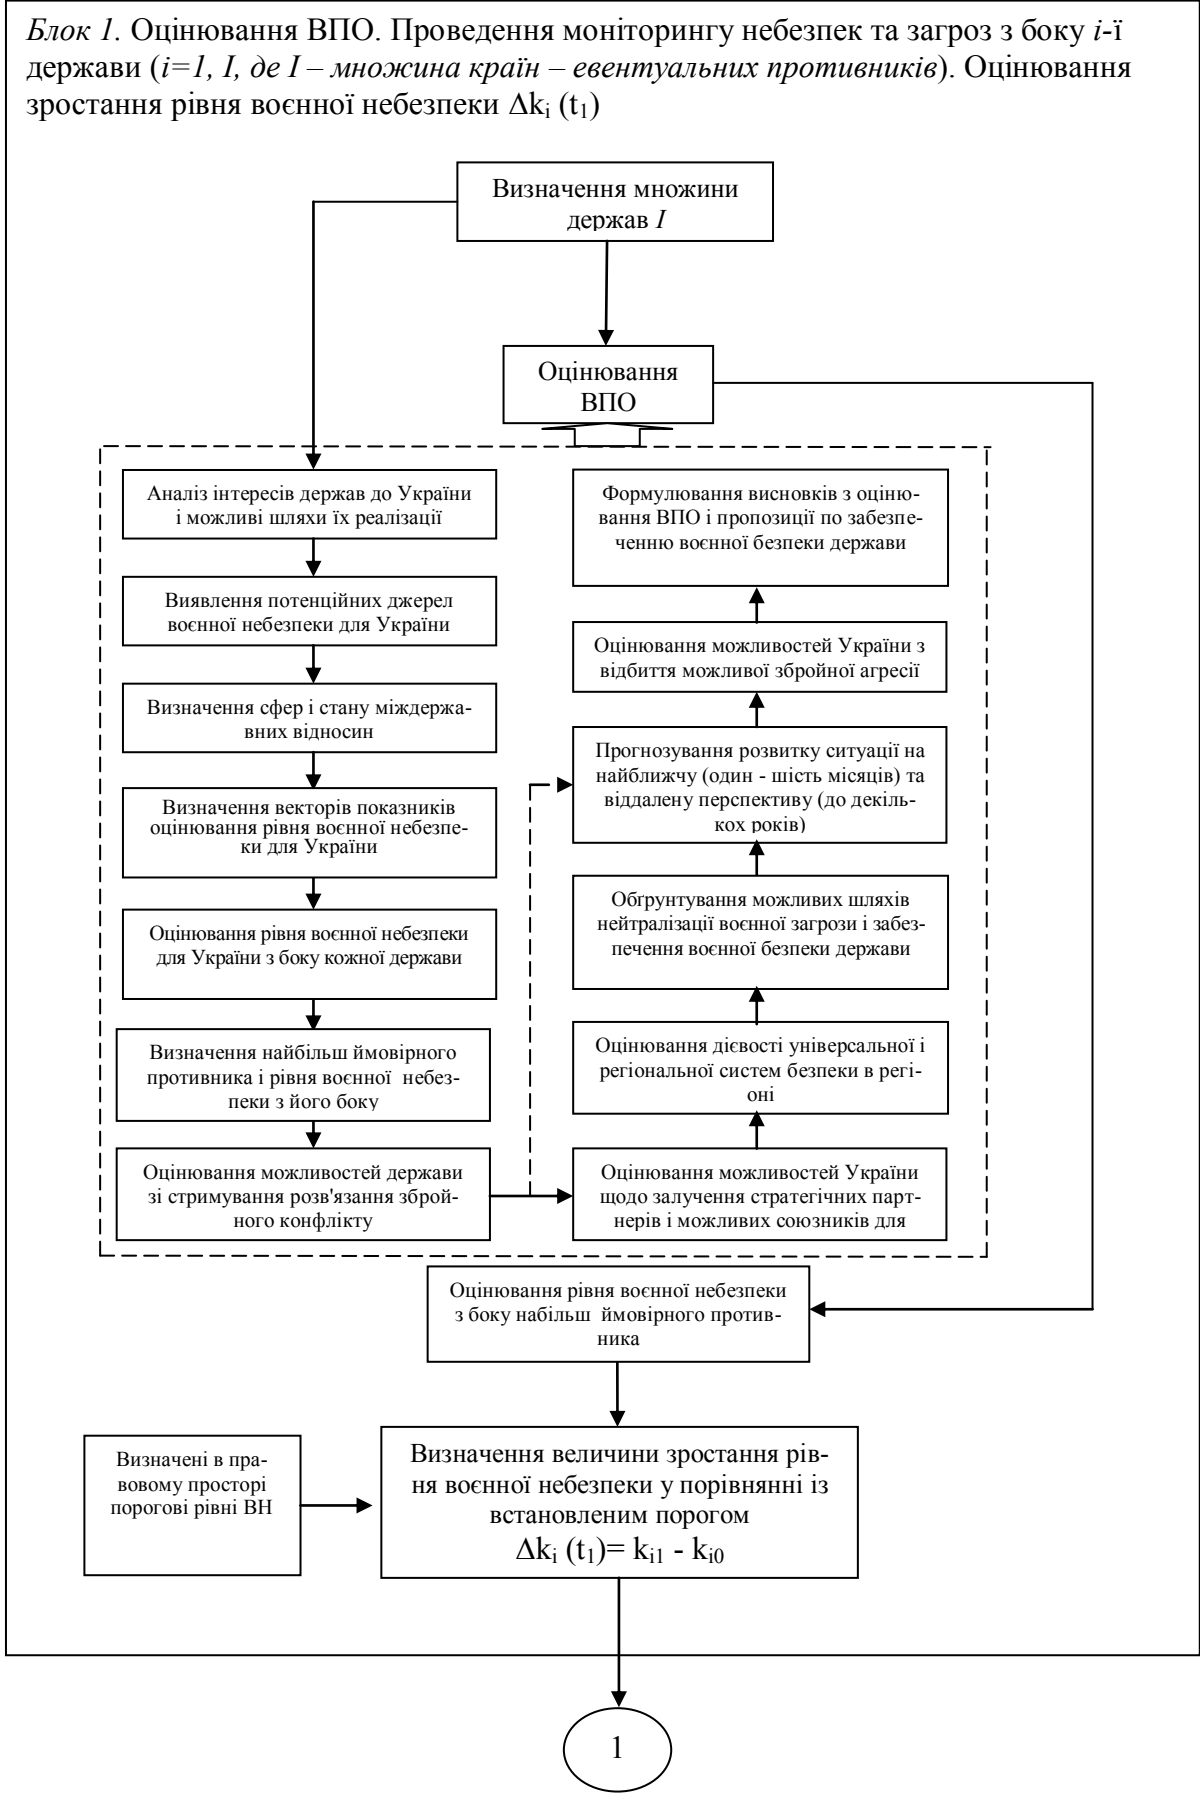 Блок 1. Оцінювання ВПО. Проведення моніторингу небезпек та загроз з боку i-ї
держави (i=1, I, де I – множина країн – евентуальних противників). Оцінювання
зростання рівня воєнної небезпеки Δki (t1)
Визначення множини
держав I
Оцінювання
ВПО
Аналіз інтересів держав до України
і можливі шляхи їх реалізації
Виявлення потенційних джерел
воєнної небезпеки для України
Визначення сфер і стану міждержа-
вних відносин
Визначення векторів показників
оцінювання рівня воєнної небезпе-
ки для України
Оцінювання рівня воєнної небезпеки
для України з боку кожної держави
Визначення найбільш ймовірного
противника і рівня воєнної небез-
пеки з його боку
Оцінювання можливостей держави
зі стримування розв'язання зброй-
ного конфлікту
Формулювання висновків з оціню-
вання ВПО і пропозиції по забезпе-
ченню воєнної безпеки держави
Оцінювання можливостей України з
відбиття можливої збройної агресії
Прогнозування розвитку ситуації на
найближчу (один - шість місяців) та
віддалену перспективу (до декіль-
кох років)
Обґрунтування можливих шляхів
нейтралізації воєнної загрози і забез-
печення воєнної безпеки держави
Оцінювання дієвості універсальної і
регіональної систем безпеки в регі-
оні
Оцінювання можливостей України
щодо залучення стратегічних парт-
нерів і можливих союзників для
Оцінювання рівня воєнної небезпеки
з боку набільш ймовірного против-
ника
Визначені в пра-
вовому просторі
порогові рівні ВН
Визначення величини зростання рів-
ня воєнної небезпеки у порівнянні із
встановленим порогом
Δki (t1)= ki1 - ki0
1